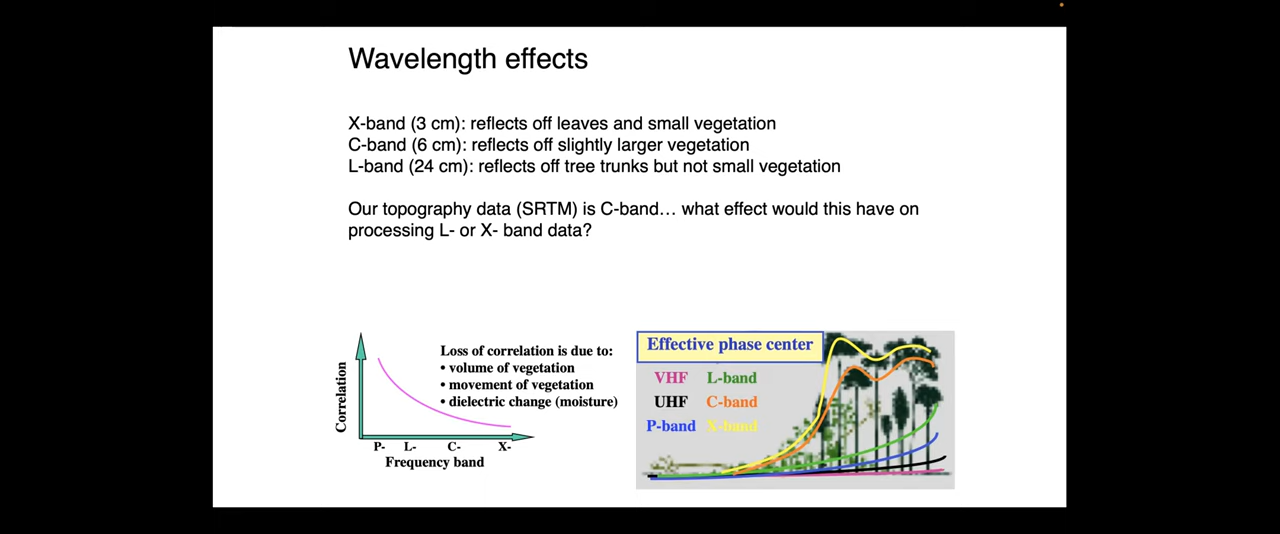 Wavelength effects
X-band (3 cm): reflects off leaves and small vegetation
C-band (6 cm): reflects off slightly larger vegetation
L-band (24 cm): reflects off tree trunks but not small vegetation
Our topography data (SRTM) is C-band… what effect would this have on
processing L- or X- band data?
Correlation
Loss of correlation is due to:
• volume of vegetation
• movement of vegetation
• dielectric change (moisture)
P- L- C- X-
Frequency band
Effective phase center
VHF L-band
UHF C-band
P-band X-band